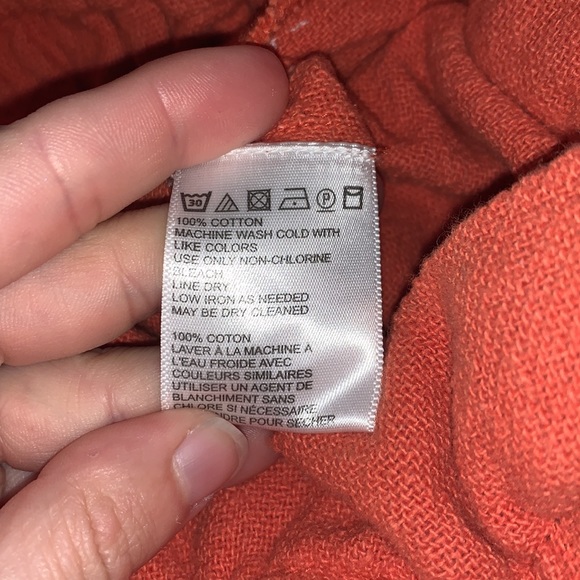 30
P
100% COTTON
MACHINE WASH COLD WITH
LIKE COLORS
USE ONLY NON-CHLORINE
BLEACH
LINE DRY
LOW IRON AS NEEDED
MAY BE DRY CLEANED
100% COTON
LAVER À LA MACHINE A
L'EAU FROIDE AVEC
COULEURS SIMILAIRES
UTILISER UN AGENT DE
BLANCHIMENT SANS
CHLORE SI NÉCESSAIRE
POUR SÉCHER